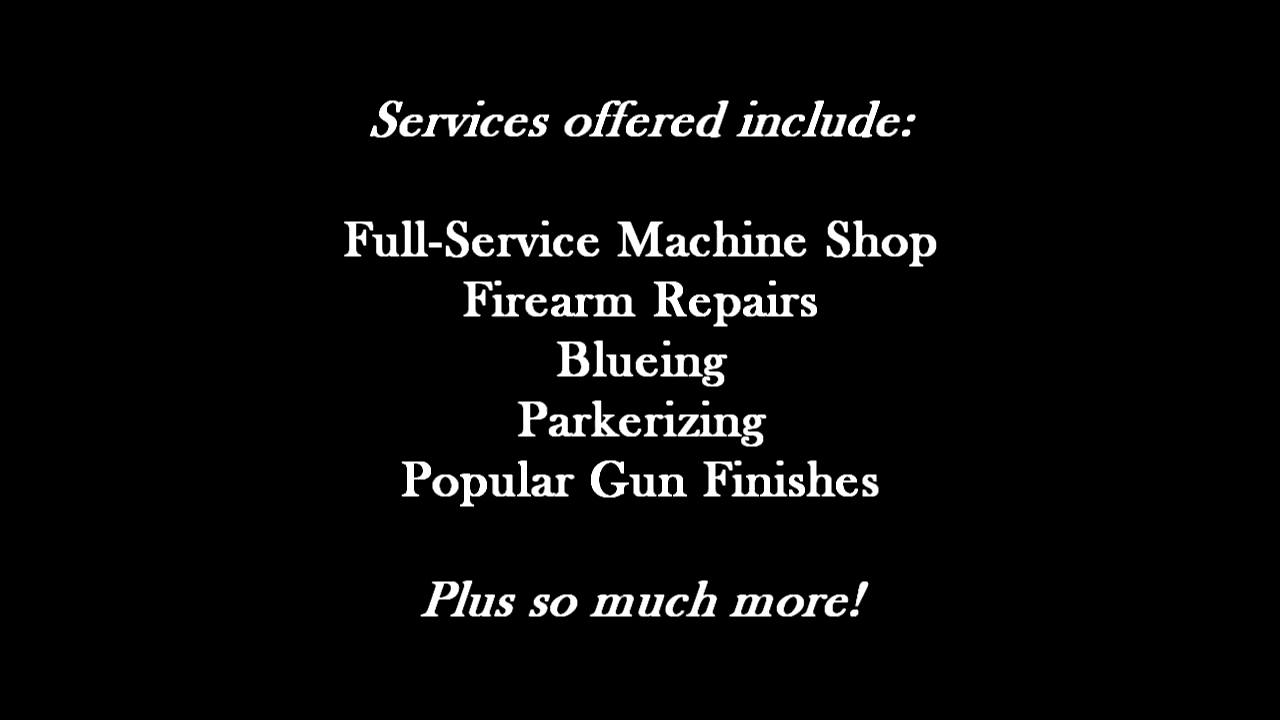 Services offered include:
Full-Service Machine Shop
Firearm Repairs
Blueing
Parkerizing
Popular Gun Finishes
Plus so much more!